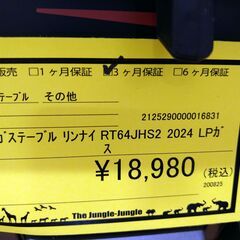 販売 □1ヶ月保証 ☑3ヶ月保証 □6ヶ月
ステーブル その他
2125290000016831
ガステーブル リンナイ RT64JHS2 2024 LPガ
ス
¥18,980 (税込)
200825
The Jungle-Jungle